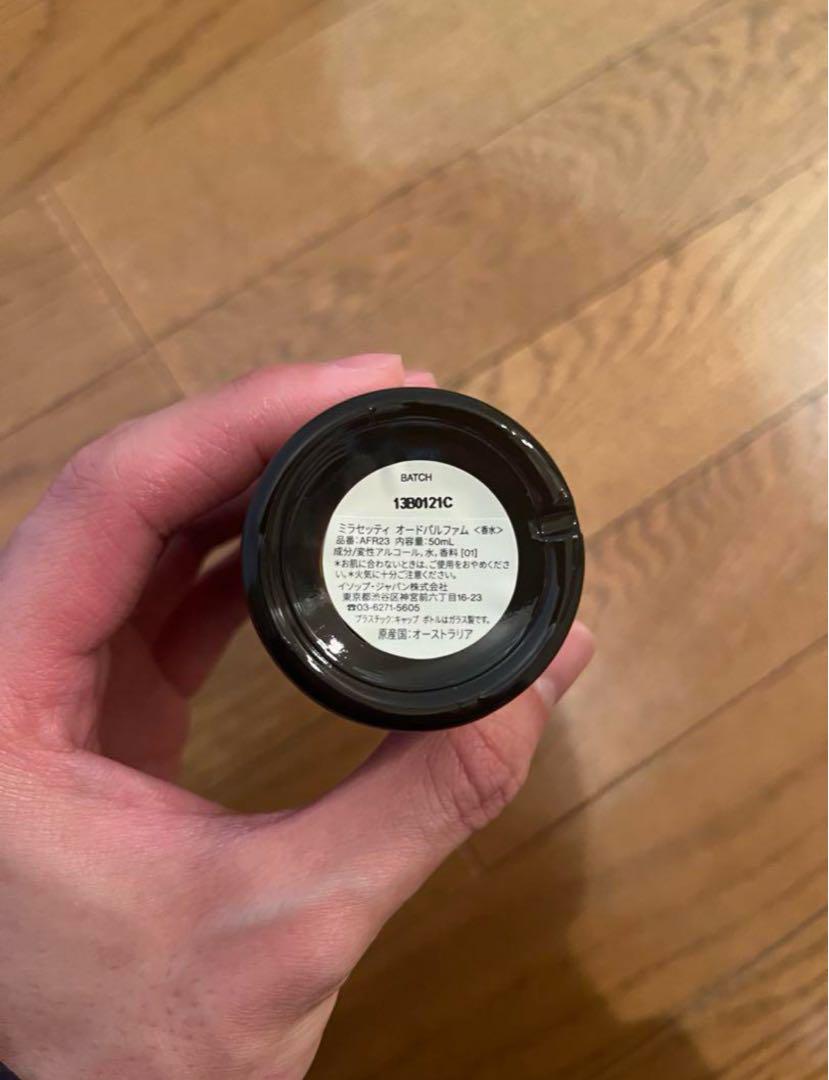 BATCH
13B0121C
ミラセッティ オードパルファム <香水>
品番:AFR23 内容量:50mL
成分/変性アルコール,水,香料 [01]
*お肌に合わないときは、ご使用をおやめくださ
い。*火気に十分ご注意ください。
イソップ・ジャパン株式会社
東京都渋谷区神宮前六丁目16-23
☎03-6271-5605
プラスチック:キャップ ボトルはガラス製です。
原産国:オーストラリア